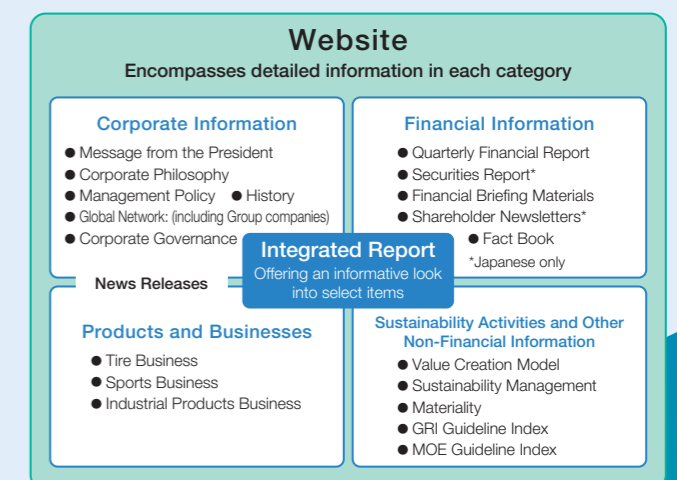 Website
Encompasses detailed information in each category
Corporate Information
● Message from the President
● Corporate Philosophy
● Management Policy ● History
● Global Network: (including Group companies)
● Corporate Governance
Financial Information
● Quarterly Financial Report
● Securities Report*
● Financial Briefing Materials
● Shareholder Newsletters*
● Fact Book
*Japanese only
Integrated Report
Offering an informative look
into select items
News Releases
Products and Businesses
● Tire Business
● Sports Business
● Industrial Products Business
Sustainability Activities and Other
Non-Financial Information
● Value Creation Model
● Sustainability Management
● Materiality
● GRI Guideline Index
● MOE Guideline Index